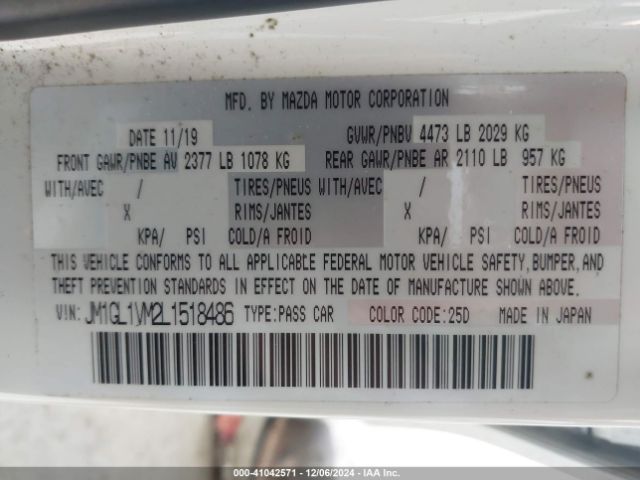 MFD. BY MAZDA MOTOR CORPORATION
DATE 11/19 GVWR/PNBV 4473 LB 2029 KG
FRONT GAWR/PNBE AV 2377 LB 1078 KG REAR GAWR/PNBE AR 2110 LB 957 KG
WITH/AVEC / TIRES/PNEUS WITH/AVEC / TIRES/PNEUS
X RIMS/JANTES X RIMS/JANTES
KPA/ PSI COLD/A FROID KPA/ PSI COLD/A FROID
THIS VEHICLE CONFORMS TO ALL APPLICABLE FEDERAL MOTOR VEHICLE SAFETY,BUMPER,AND
THEFT PREVENTION STANDARDS IN EFFECT ON THE DATE OF MANUFACTURE SHOWN ABOVE.
VIN: JM1GL1VM2L1518486 TYPE:PASS CAR COLOR CODE:25D MADE IN JAPAN
000-41042571 - 12/06/2024 - IAA Inc.